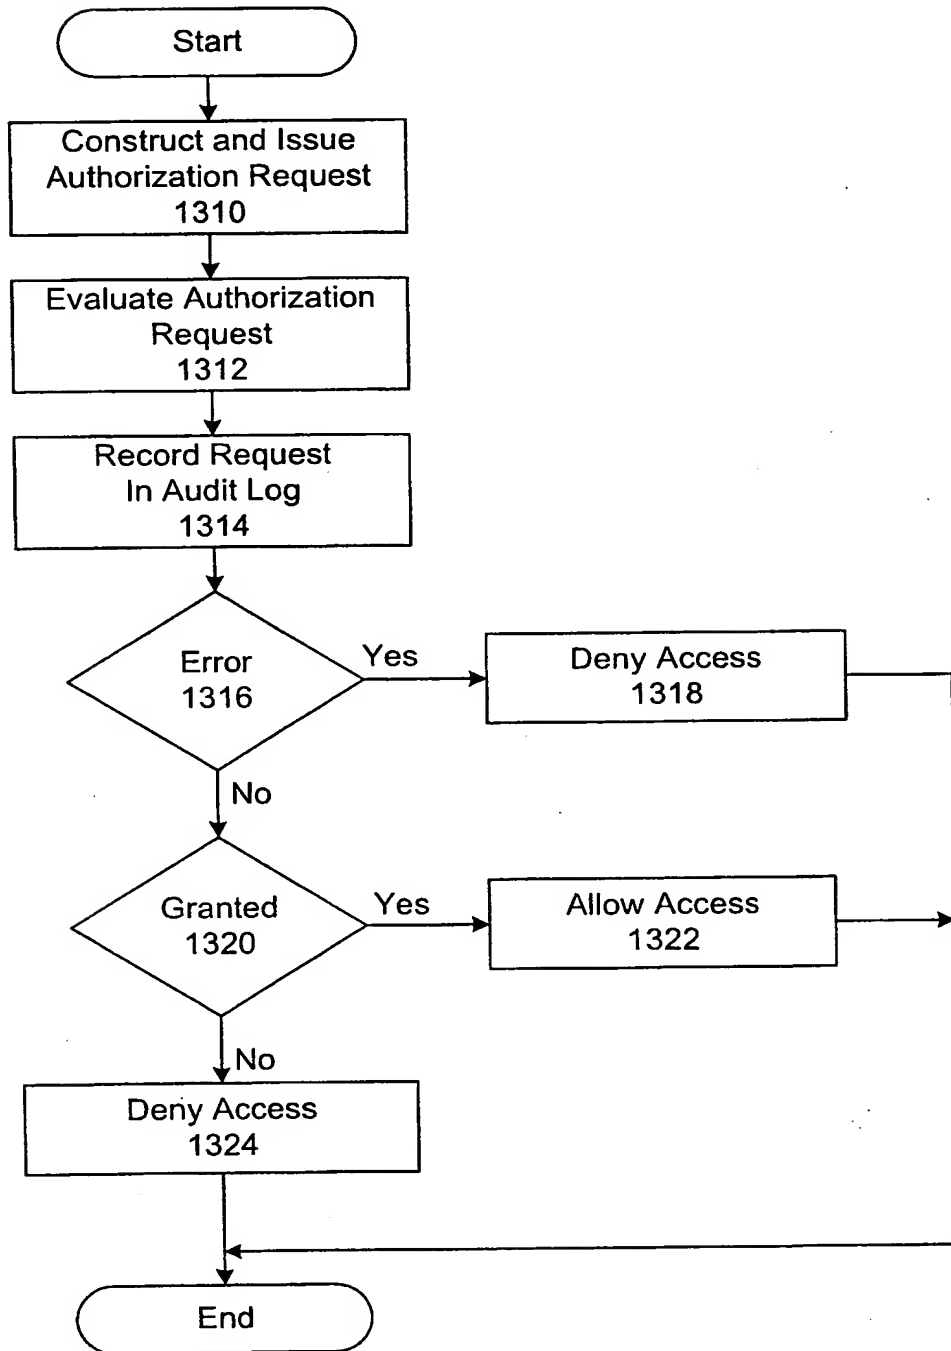 Start
Construct and Issue
Authorization Request
1310
Evaluate Authorization
Request
1312
Record Request
In Audit Log
1314
Error
1316
Yes
Deny Access
1318
No
Granted
1320
Yes
Allow Access
1322
No
Deny Access
1324
End